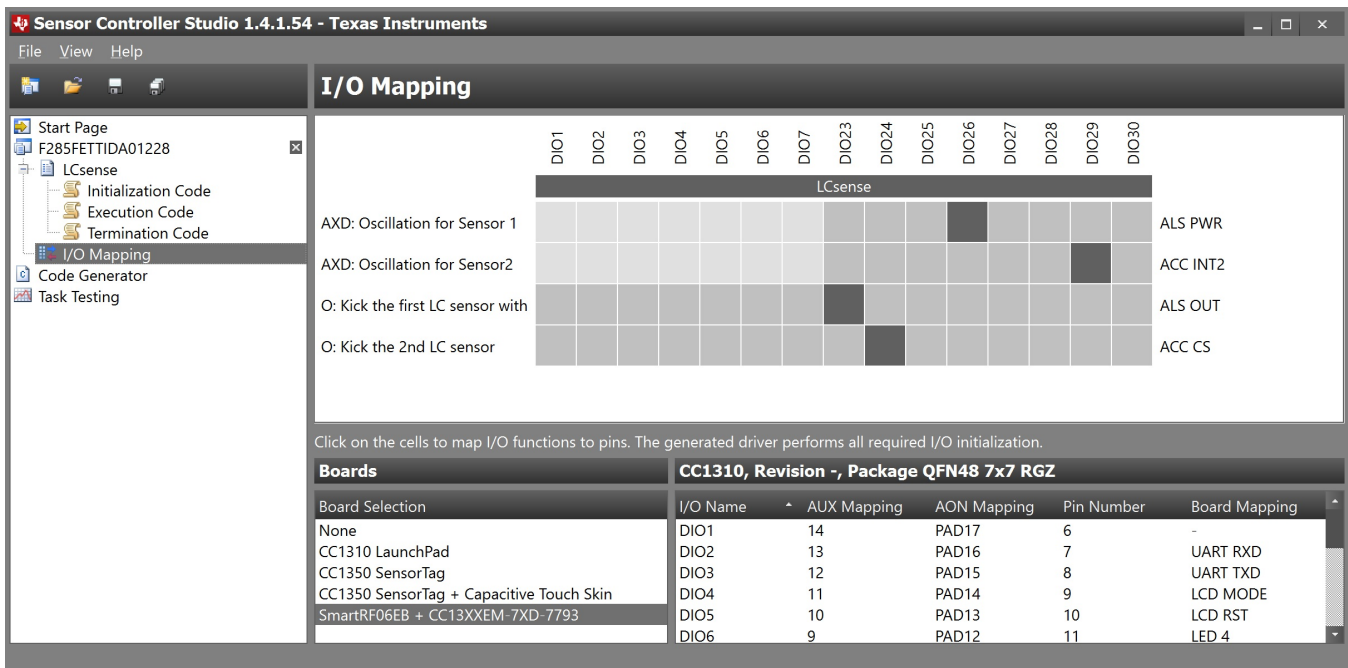 Sensor Controller Studio 1.4.1.54 - Texas Instruments
File View Help
I/O Mapping
Start Page
F285FETTIDA01228
LCsense
Initialization Code
Execution Code
Termination Code
I/O Mapping
Code Generator
Task Testing
DIO1 DIO2 DIO3 DIO4 DIO5 DIO6 DIO7 DIO23 DIO24 DIO25 DIO26 DIO27 DIO28 DIO29 DIO30
LCsense
AXD: Oscillation for Sensor 1 ALS PWR
AXD: Oscillation for Sensor2 ACC INT2
O: Kick the first LC sensor with ALS OUT
O: Kick the 2nd LC sensor ACC CS
Click on the cells to map I/O functions to pins. The generated driver performs all required I/O initialization.
Boards
Board Selection
None
CC1310 LaunchPad
CC1350 SensorTag
CC1350 SensorTag + Capacitive Touch Skin
SmartRF06EB + CC13XXEM-7XD-7793
CC1310, Revision -, Package QFN48 7x7 RGZ
I/O Name AUX Mapping AON Mapping Pin Number Board Mapping
DIO1 14 PAD17 6 -
DIO2 13 PAD16 7 UART RXD
DIO3 12 PAD15 8 UART TXD
DIO4 11 PAD14 9 LCD MODE
DIO5 10 PAD13 10 LCD RST
DIO6 9 PAD12 11 LED 4